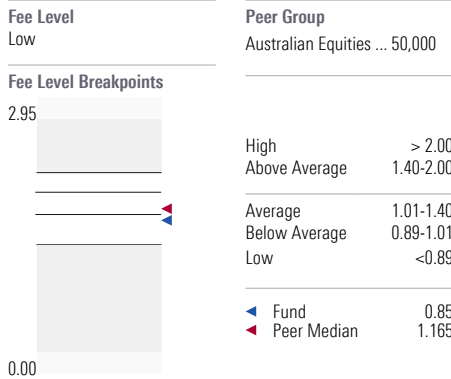 Fee Level
Low
Peer Group
Australian Equities ... 50,000
Fee Level Breakpoints
2.95
0.00
High > 2.00
Above Average 1.40-2.00
Average 1.01-1.40
Below Average 0.89-1.01
Low <0.89
Fund 0.85
Peer Median 1.165